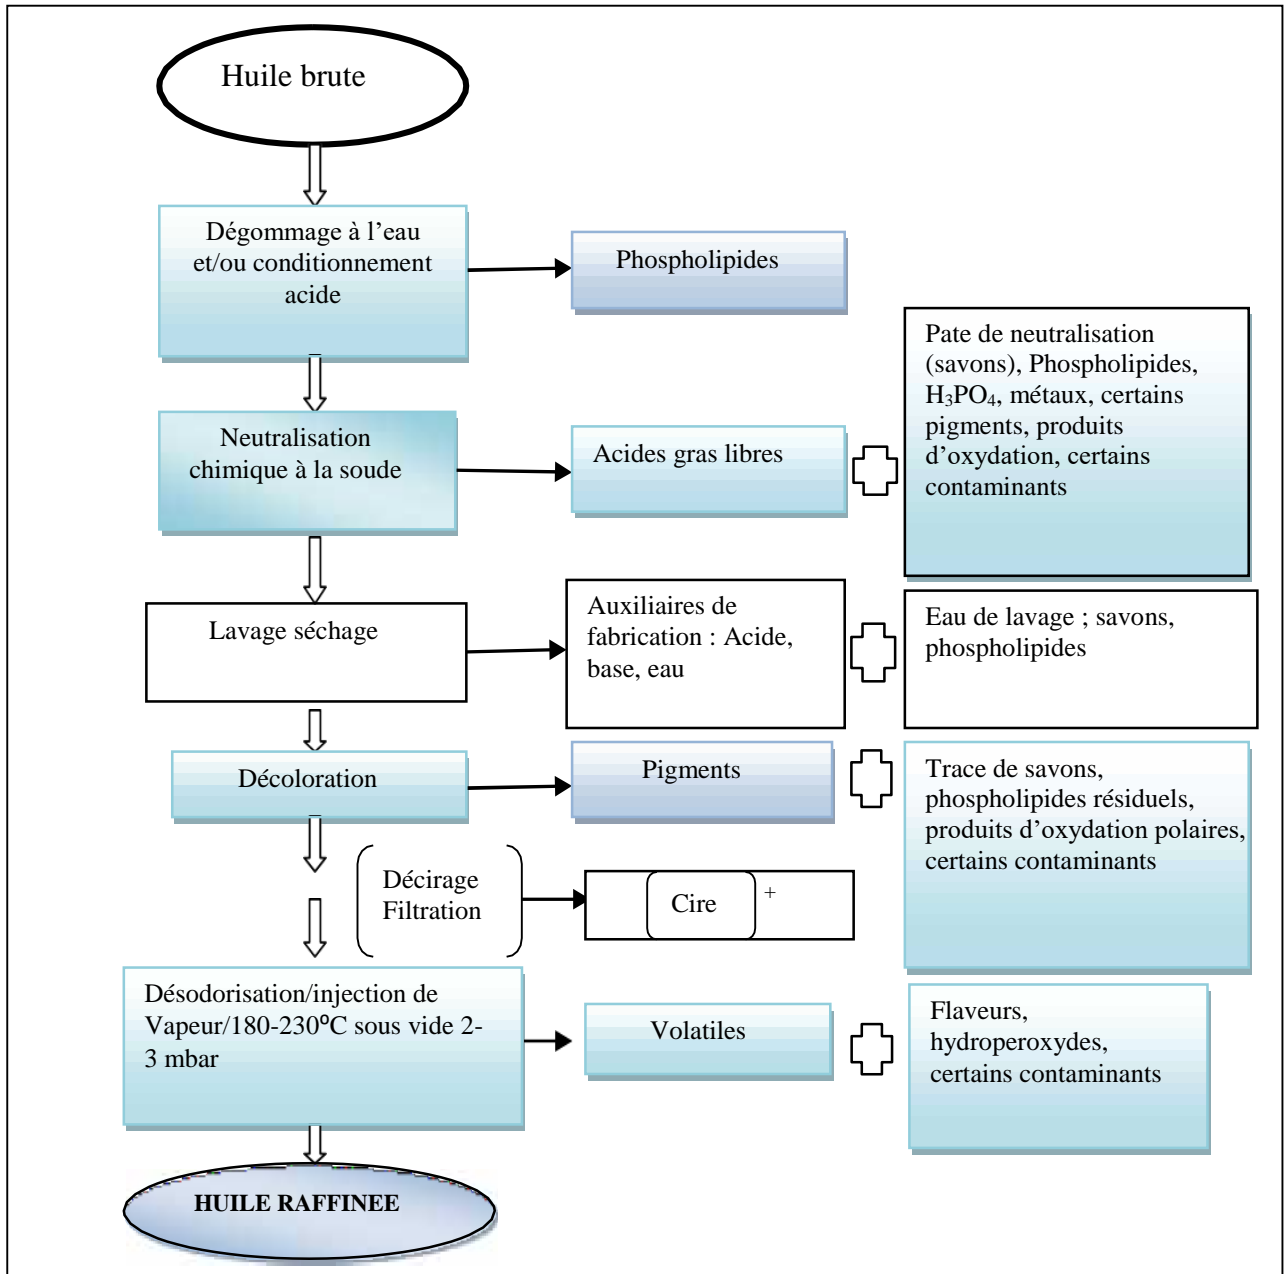 Huile brute
Dégommage à l’eau
et/ou conditionnement
acide
Phospholipides
Neutralisation
chimique à la soude
Acides gras libres
Pate de neutralisation
(savons), Phospholipides,
H₃PO₄, métaux, certains
pigments, produits
d’oxydation, certains
contaminants
Lavage séchage
Auxiliaires de
fabrication : Acide,
base, eau
Eau de lavage ; savons,
phospholipides
Décoloration
Pigments
Trace de savons,
phospholipides résiduels,
produits d’oxydation polaires,
certains contaminants
Décirage
Filtration
Cire
+
Désodorisation/injection de
Vapeur/180-230⁰C sous vide 2-
3 mbar
Volatiles
Flaveurs,
hydroperoxydes,
certains contaminants
HUILE RAFFINEE